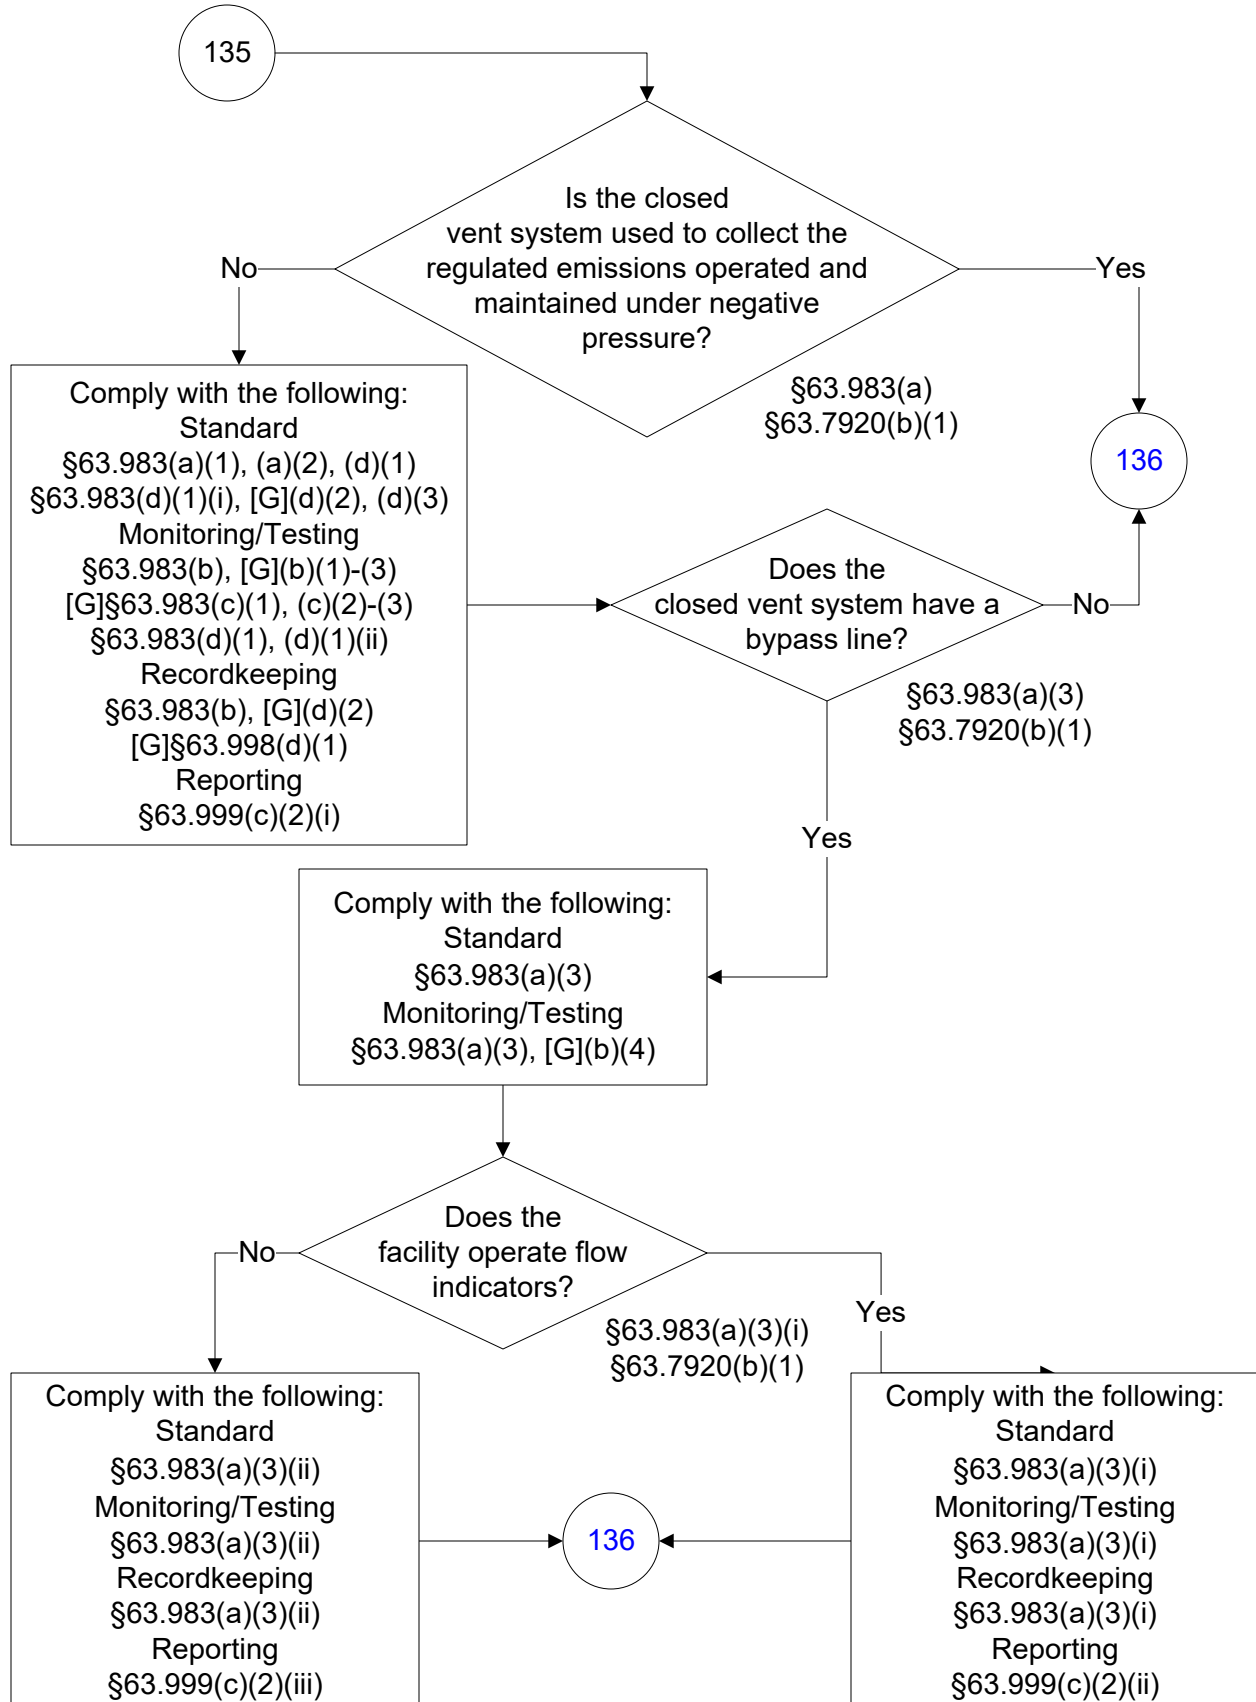 135
Is the closed
vent system used to collect the
regulated emissions operated and
maintained under negative
pressure?
No
Yes
§63.983(a)
§63.7920(b)(1)
136
Comply with the following:
Standard
§63.983(a)(1), (a)(2), (d)(1)
§63.983(d)(1)(i), [G](d)(2), (d)(3)
Monitoring/Testing
§63.983(b), [G](b)(1)-(3)
[G]§63.983(c)(1), (c)(2)-(3)
§63.983(d)(1), (d)(1)(ii)
Recordkeeping
§63.983(b), [G](d)(2)
[G]§63.998(d)(1)
Reporting
§63.999(c)(2)(i)
Does the
closed vent system have a
bypass line?
No
§63.983(a)(3)
§63.7920(b)(1)
Yes
Comply with the following:
Standard
§63.983(a)(3)
Monitoring/Testing
§63.983(a)(3), [G](b)(4)
Does the
facility operate flow
indicators?
No
Yes
§63.983(a)(3)(i)
§63.7920(b)(1)
Comply with the following:
Standard
§63.983(a)(3)(ii)
Monitoring/Testing
§63.983(a)(3)(ii)
Recordkeeping
§63.983(a)(3)(ii)
Reporting
§63.999(c)(2)(iii)
136
Comply with the following:
Standard
§63.983(a)(3)(i)
Monitoring/Testing
§63.983(a)(3)(i)
Recordkeeping
§63.983(a)(3)(i)
Reporting
§63.999(c)(2)(ii)